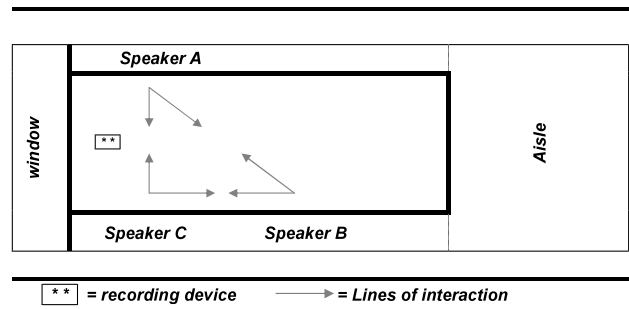 Speaker A
window
* *
Aisle
Speaker C
Speaker B
* * = recording device
= Lines of interaction